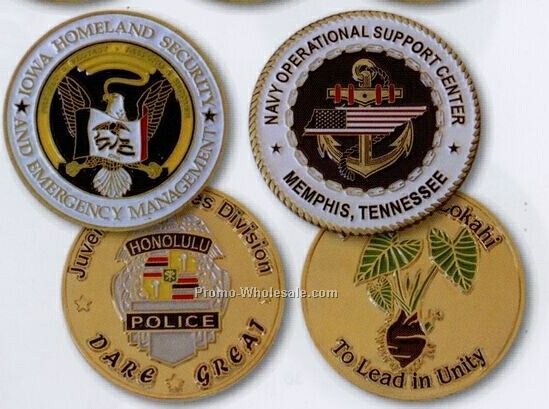 IOWA HOMELAND SECURITY
AND EMERGENCY MANAGEMENT
NAVY OPERATIONAL SUPPORT CENTER
MEMPHIS, TENNESSEE
Division
HONOLULU
POLICE
DARE GREAT
Lokahi
To Lead in Unity
Promo-Wholesale.com